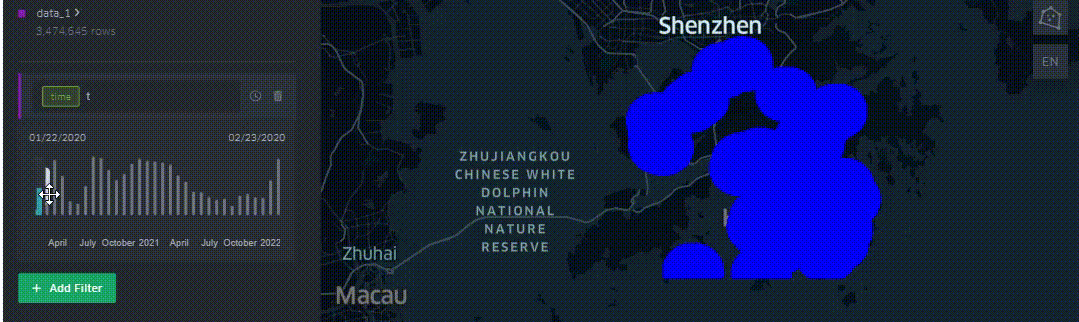 data_1
3,474,645 rows
time t
01/22/2020 02/23/2020
April July October 2021 April July October 2022
+ Add Filter
Shenzhen
EN
ZHUJIANGKOU
CHINESE WHITE
DOLPHIN
NATIONAL
NATURE
RESERVE
Zhuhai
Macau